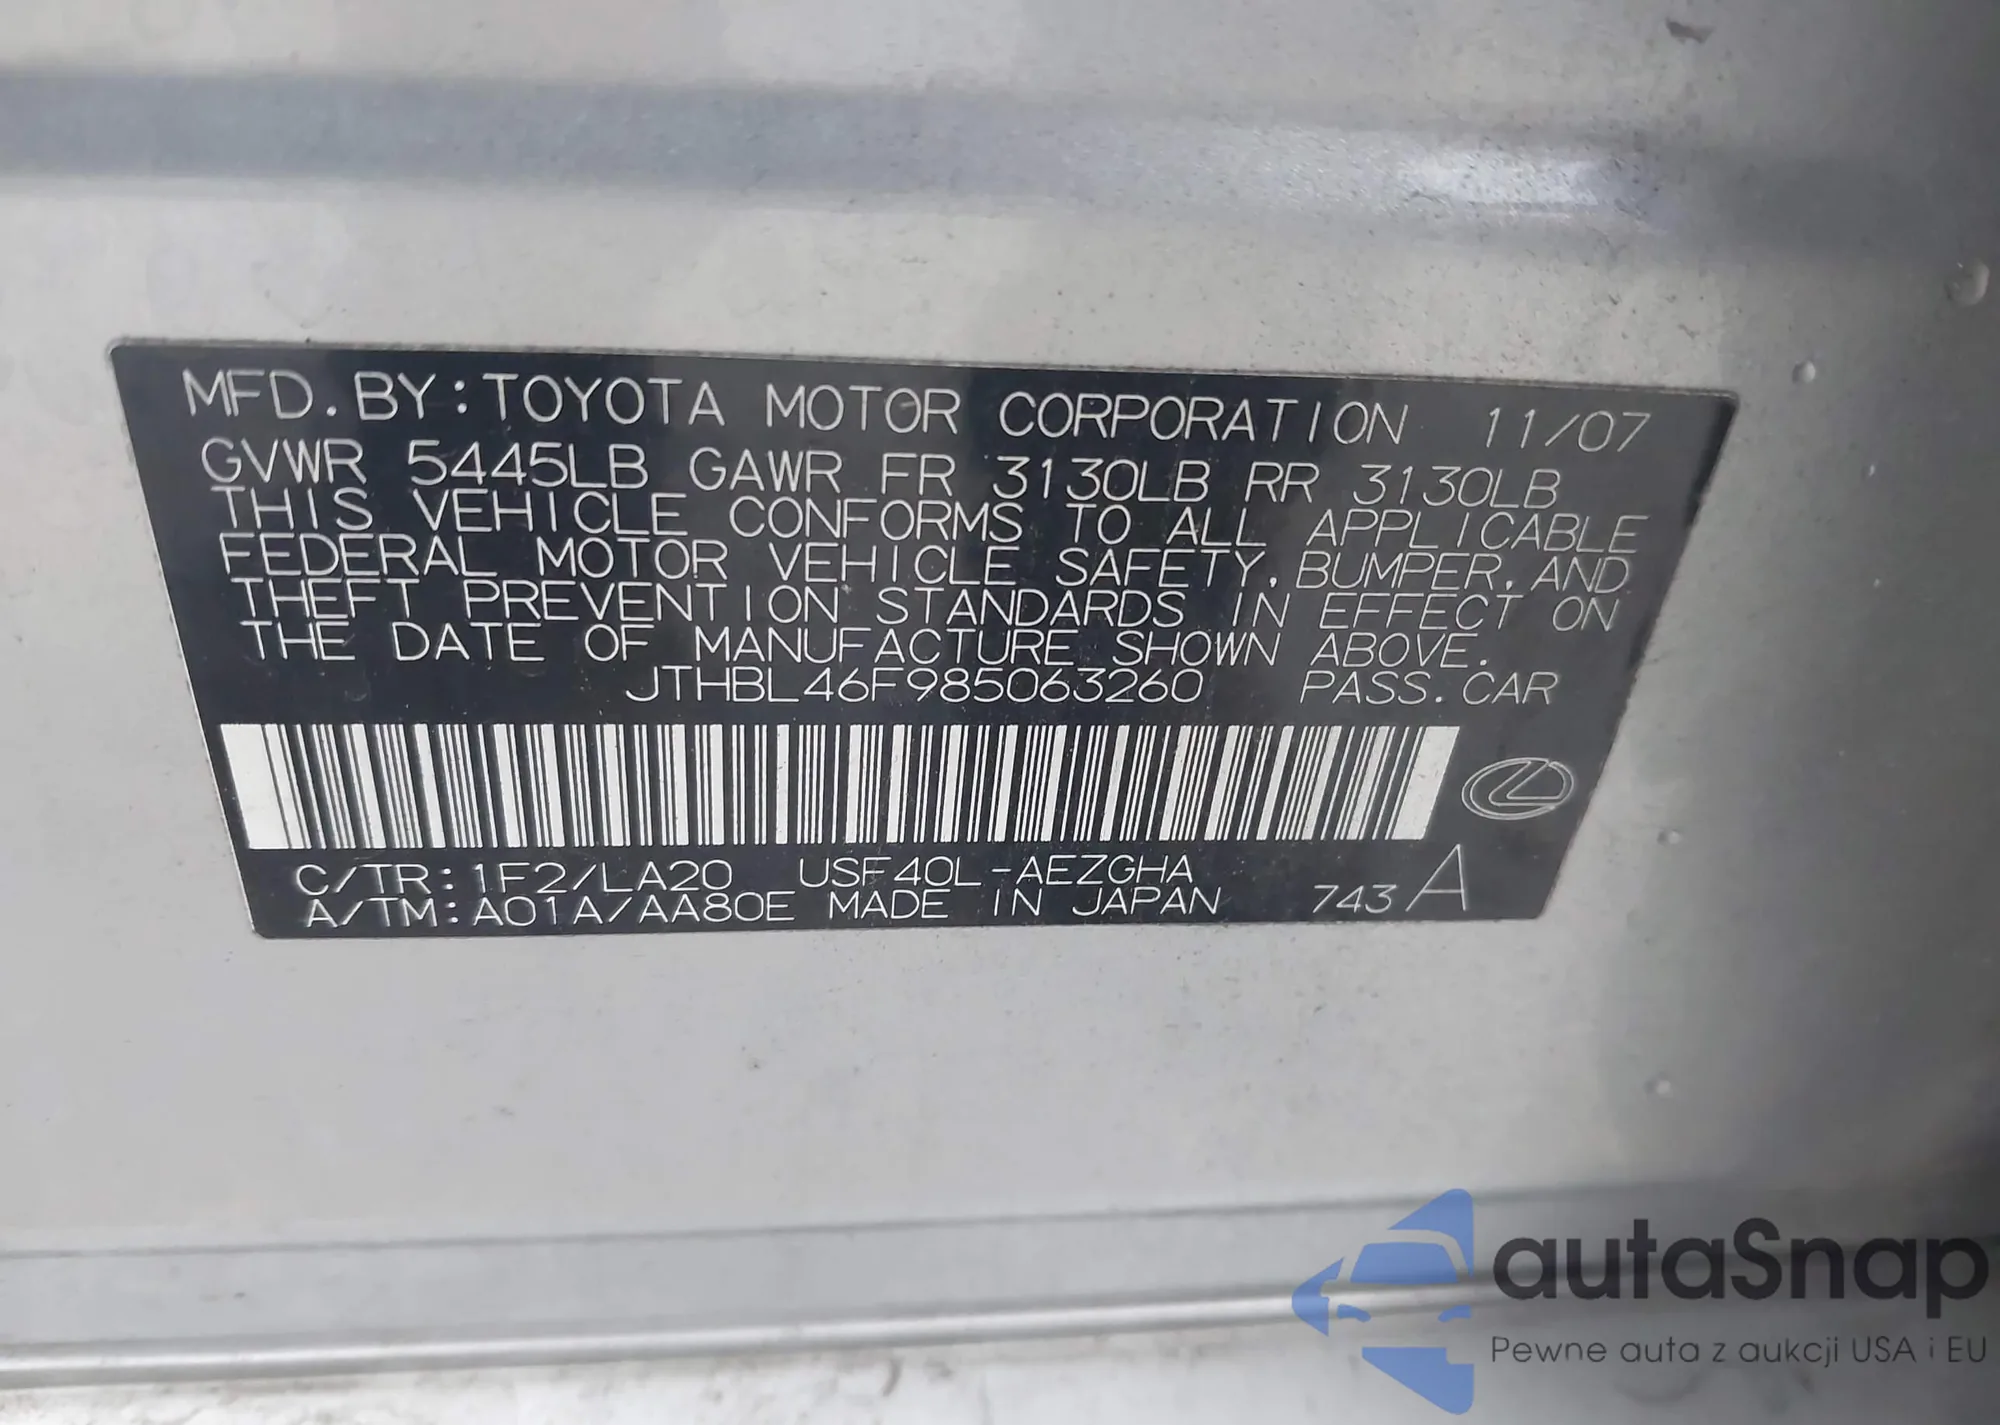 MFD. BY: TOYOTA MOTOR CORPORATION 11/07
GVWR 5445LB GAWR FR 3130LB RR 3130LB
THIS VEHICLE CONFORMS TO ALL APPLICABLE
FEDERAL MOTOR VEHICLE SAFETY, BUMPER, AND
THEFT PREVENTION STANDARDS IN EFFECT ON
THE DATE OF MANUFACTURE SHOWN ABOVE.
JTHBL46F985063260 PASS. CAR
C/TR: 1F2/LA20 USF40L-AEZGHA
A/TM: A01A/AA80E MADE IN JAPAN 743 A
autaSnap
Pewne auta z aukcji USA i EU